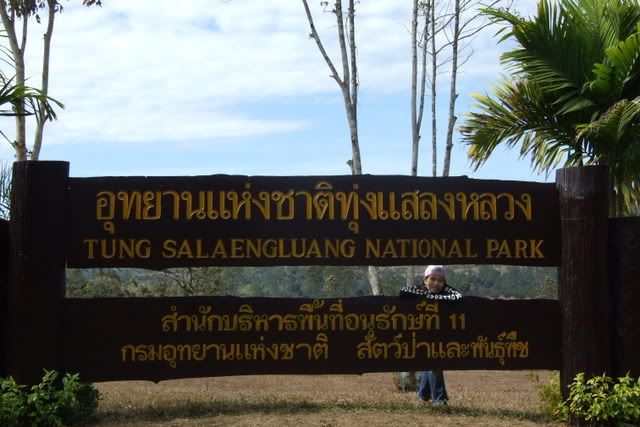 อุทยานแห่งชาติทุ่งแสลงหลวง
TUNG SALAENGLUANG NATIONAL PARK
สำนักบริหารพื้นที่อนุรักษ์ที่ 11
กรมอุทยานแห่งชาติ สัตว์ป่าและพันธุ์พืช